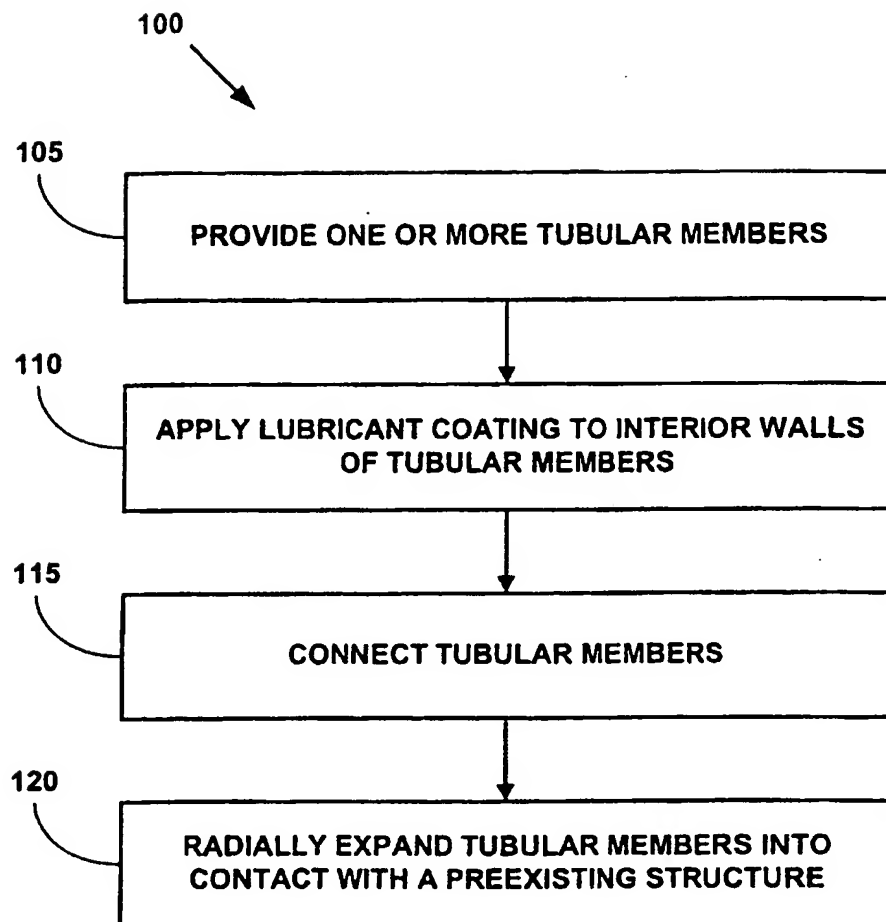 100
105
PROVIDE ONE OR MORE TUBULAR MEMBERS
110
APPLY LUBRICANT COATING TO INTERIOR WALLS
OF TUBULAR MEMBERS
115
CONNECT TUBULAR MEMBERS
120
RADIALLY EXPAND TUBULAR MEMBERS INTO
CONTACT WITH A PREEXISTING STRUCTURE